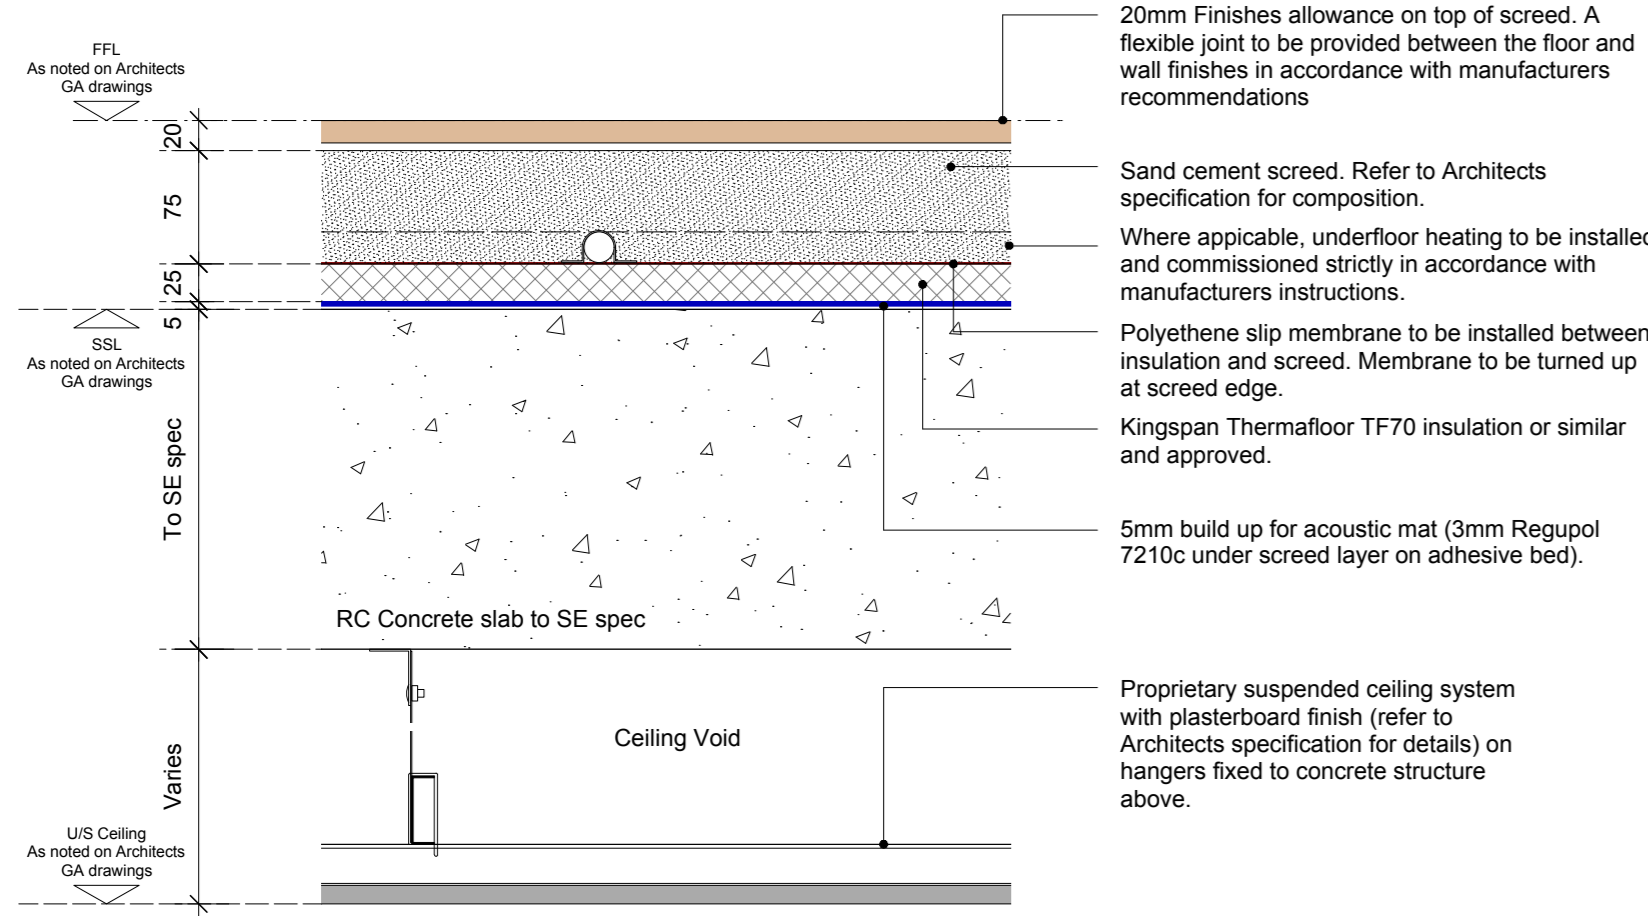 20mm Finishes allowance on top of screed. A
flexible joint to be provided between the floor and
wall finishes in accordance with manufacturers
recommendations
FFL
As noted on Architects
GA drawings
20
Sand cement screed. Refer to Architects
specification for composition.
75
Where appicable, underfloor heating to be installed
and commissioned strictly in accordance with
manufacturers instructions.
25
5
SSL
As noted on Architects
GA drawings
Polyethene slip membrane to be installed between
insulation and screed. Membrane to be turned up
at screed edge.
Kingspan Thermafloor TF70 insulation or similar
and approved.
To SE spec
5mm build up for acoustic mat (3mm Regupol
7210c under screed layer on adhesive bed).
RC Concrete slab to SE spec
Proprietary suspended ceiling system
with plasterboard finish (refer to
Architects specification for details) on
hangers fixed to concrete structure
above.
Ceiling Void
Varies
U/S Ceiling
As noted on Architects
GA drawings